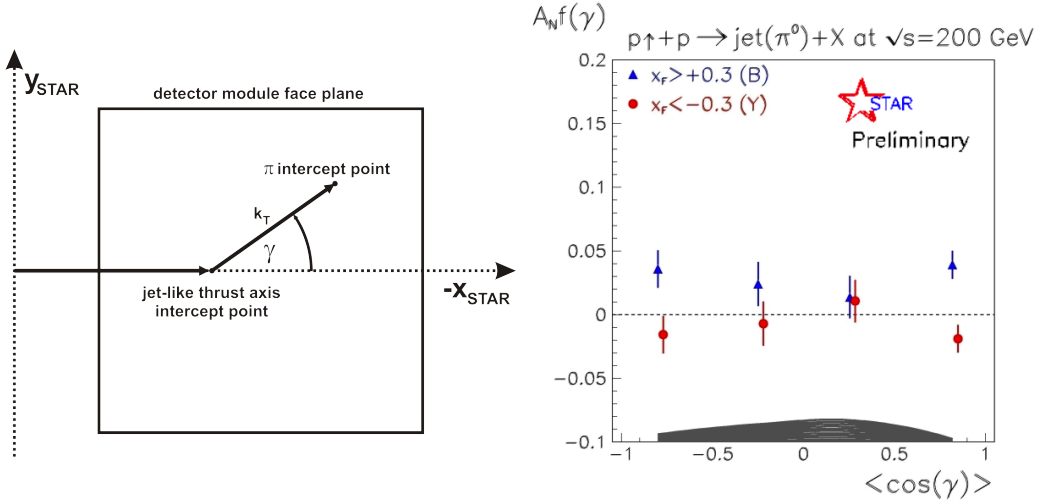 y_STAR
detector module face plane
π intercept point
k_T
γ
-x_STAR
jet-like thrust axis
intercept point
A_N f(γ)
p↑+p → jet(π⁰)+X at √s=200 GeV
0.2
x_F>+0.3 (B)
x_F<-0.3 (Y)
STAR
Preliminary
0.15
0.1
0.05
0
-0.05
-0.1
-1 -0.5 0 0.5 1
<cos(γ)>